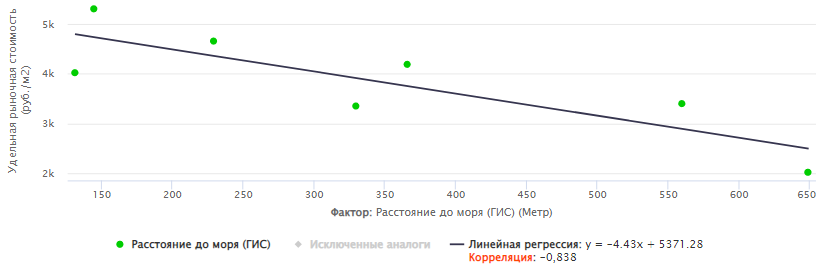 Удельная рыночная стоимость
(руб./м2)
5k
4k
3k
2k
150 200 250 300 350 400 450 500 550 600 650
Фактор: Расстояние до моря (ГИС) (Метр)
Расстояние до моря (ГИС) Исключенные аналоги Линейная регрессия: y = -4.43x + 5371.28
Корреляция: -0,838